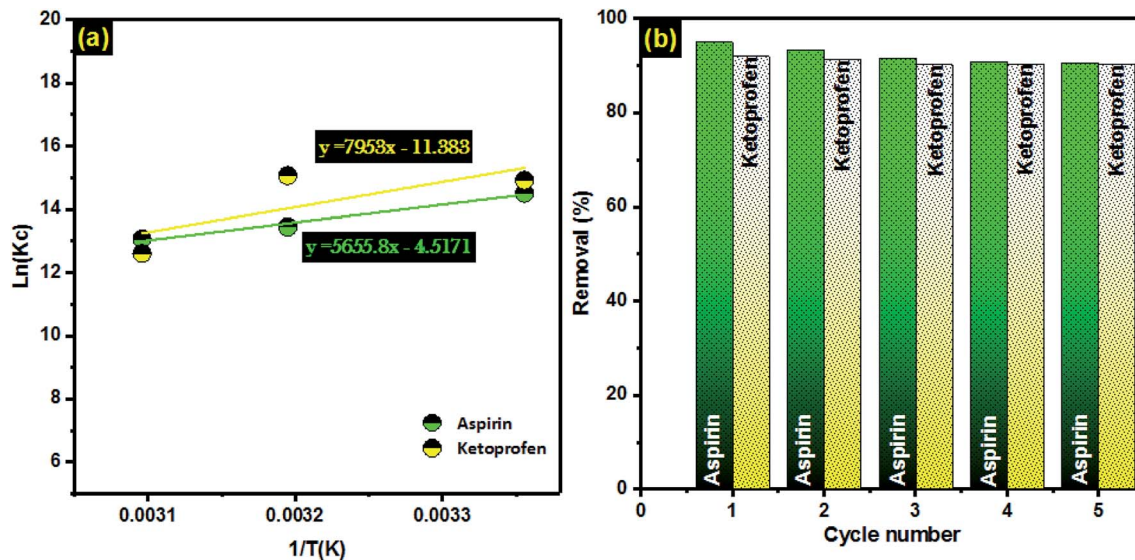 (a)
20
18
16
14
12
10
8
6
Ln(Kc)
y =7953x - 11.383
y =5655.8x - 4.5171
Aspirin
Ketoprofen
0.0031
0.0032
0.0033
1/T(K)
(b)
100
80
60
40
20
0
Removal (%)
Ketoprofen
Ketoprofen
Ketoprofen
Ketoprofen
Ketoprofen
Aspirin
Aspirin
Aspirin
Aspirin
Aspirin
0
1
2
3
4
5
Cycle number